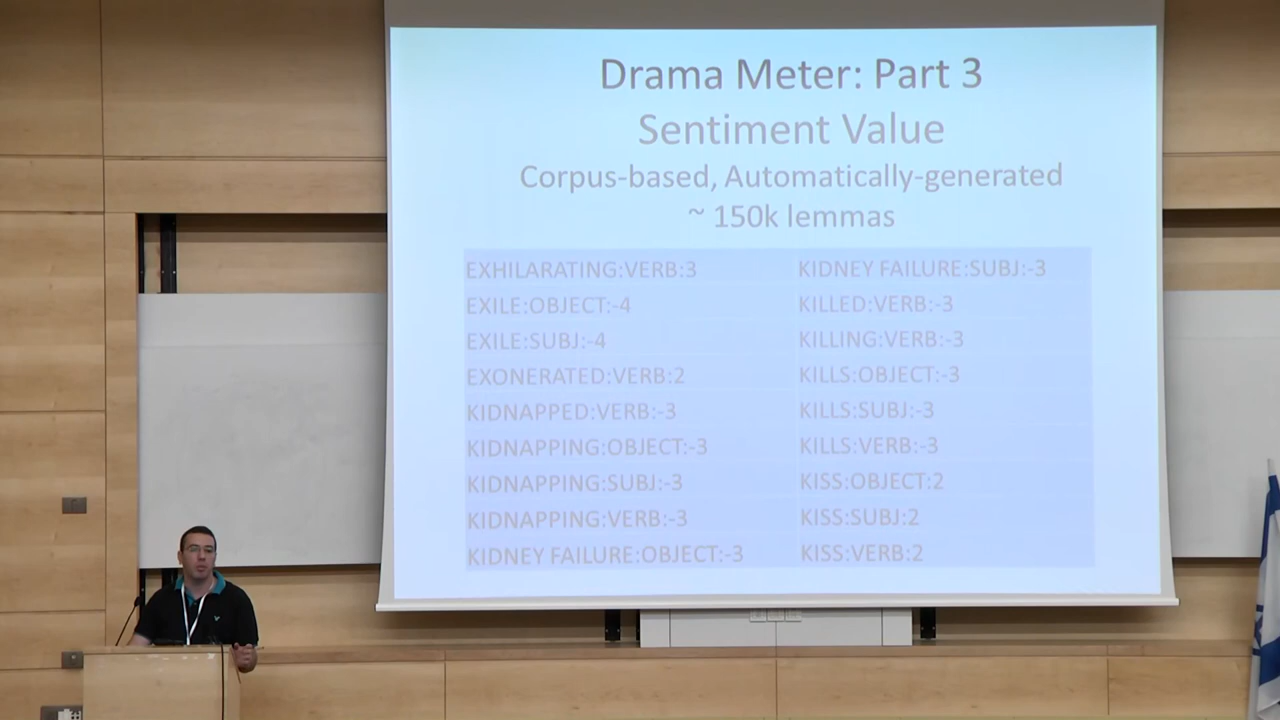 Drama Meter: Part 3
Sentiment Value
Corpus-based, Automatically-generated
~ 150k lemmas
EXHILARATING:VERB:3
EXILE:OBJECT:-4
EXILE:SUBJ:-4
EXONERATED:VERB:2
KIDNAPPED:VERB:-3
KIDNAPPING:OBJECT:-3
KIDNAPPING:SUBJ:-3
KIDNAPPING:VERB:-3
KIDNEY FAILURE:OBJECT:-3
KIDNEY FAILURE:SUBJ:-3
KILLED:VERB:-3
KILLING:VERB:-3
KILLS:OBJECT:-3
KILLS:SUBJ:-3
KILLS:VERB:-3
KISS:OBJECT:2
KISS:SUBJ:2
KISS:VERB:2